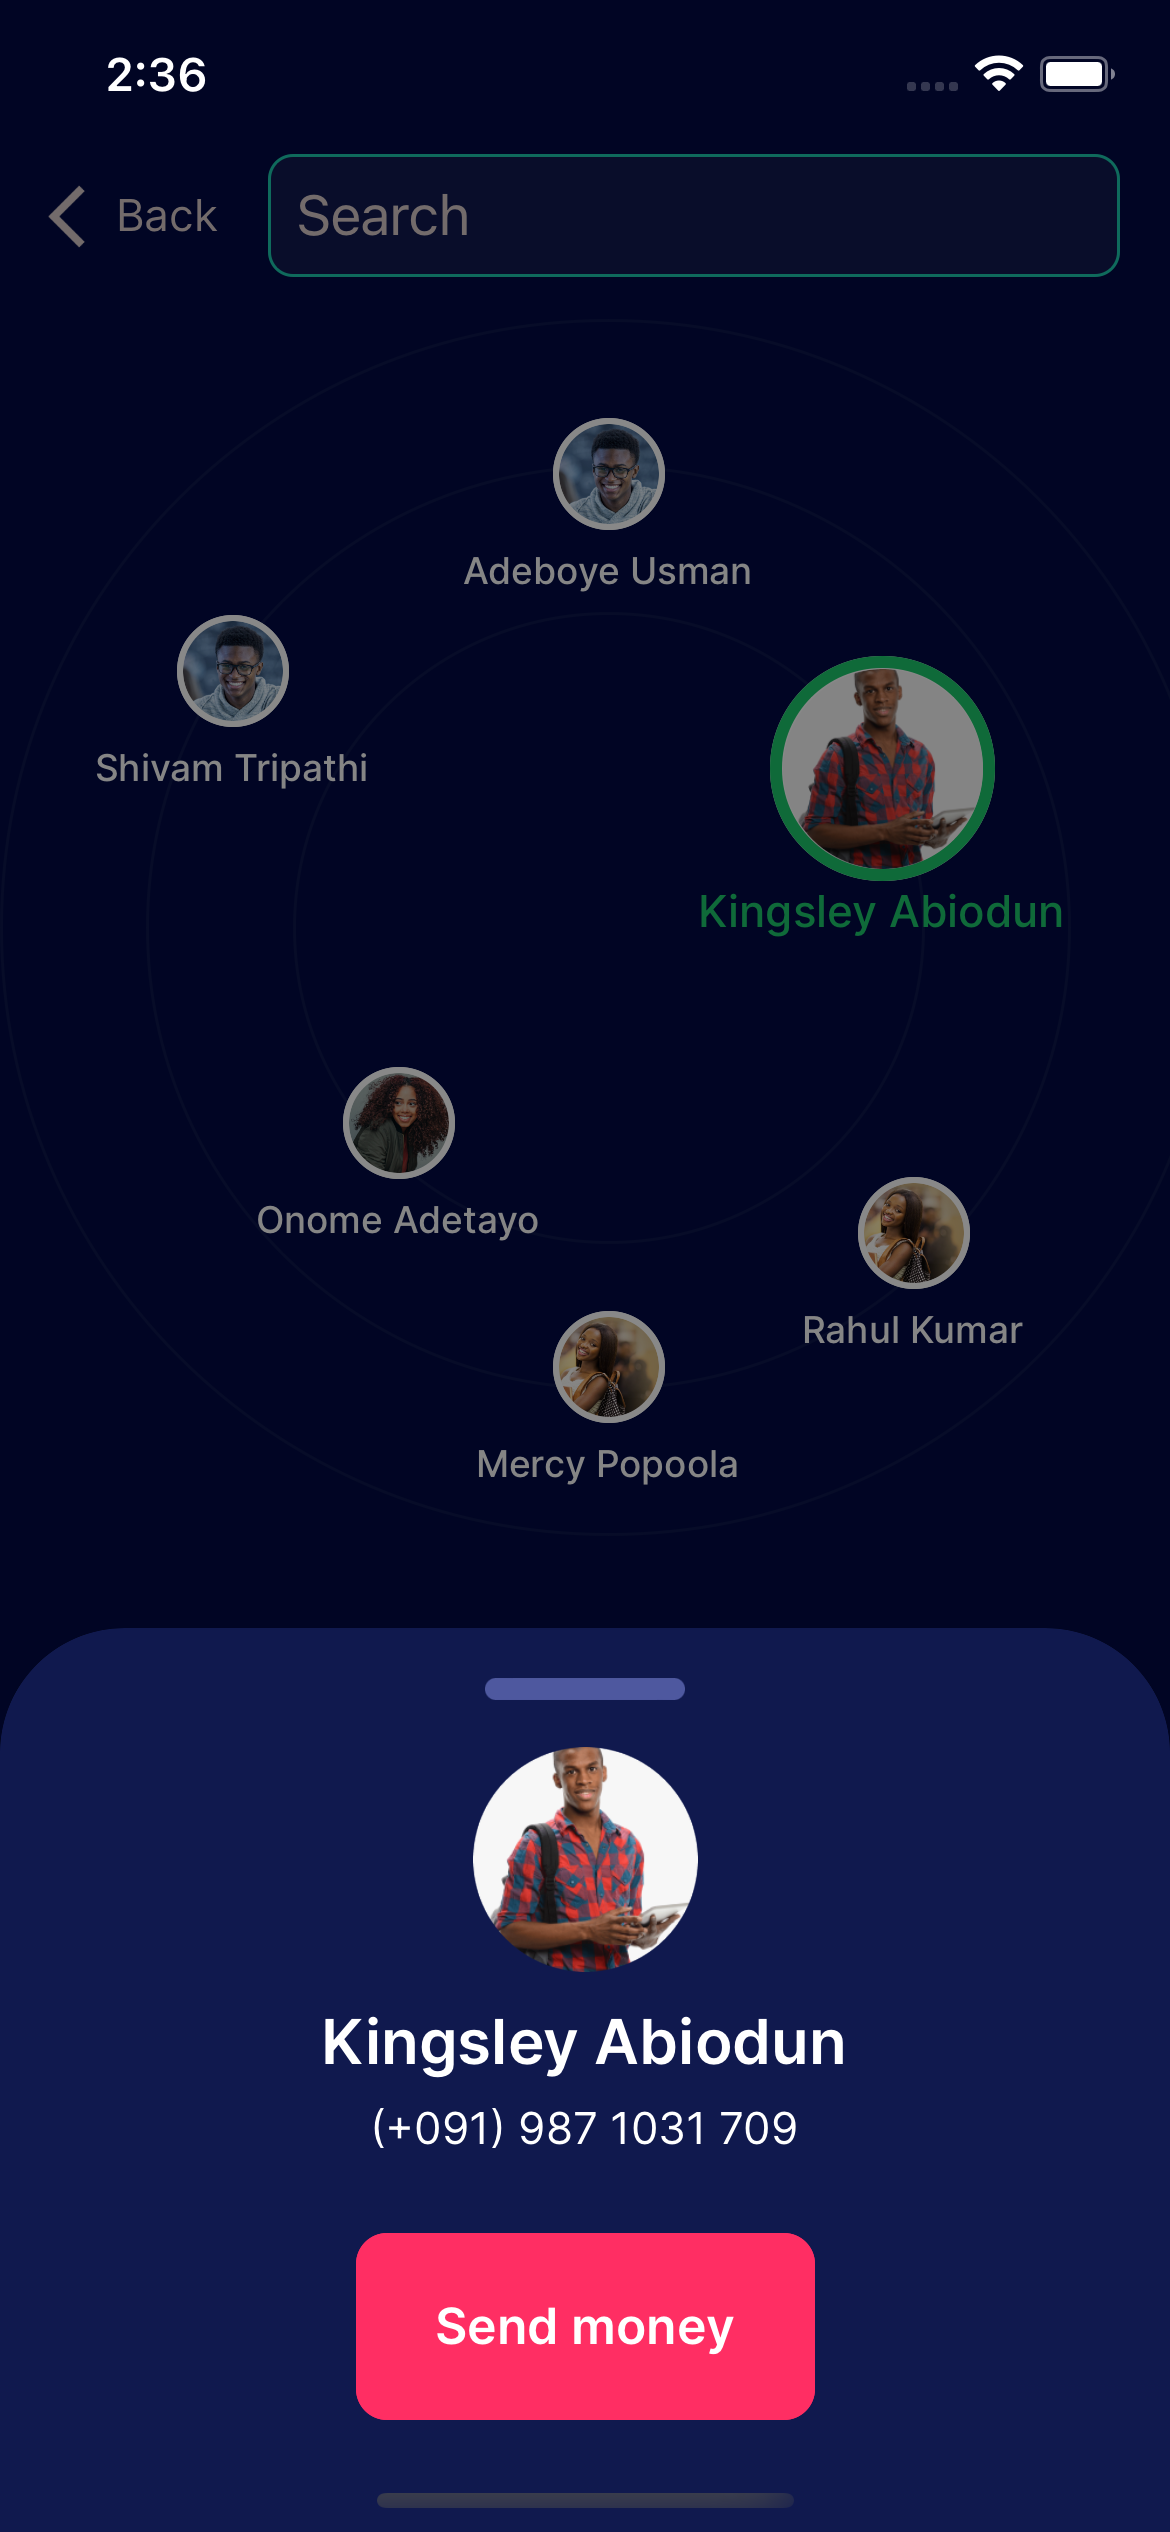 2:36
Back
Search
Adeboye Usman
Shivam Tripathi
Kingsley Abiodun
Onome Adetayo
Rahul Kumar
Mercy Popoola
Kingsley Abiodun
(+091) 987 1031 709
Send money